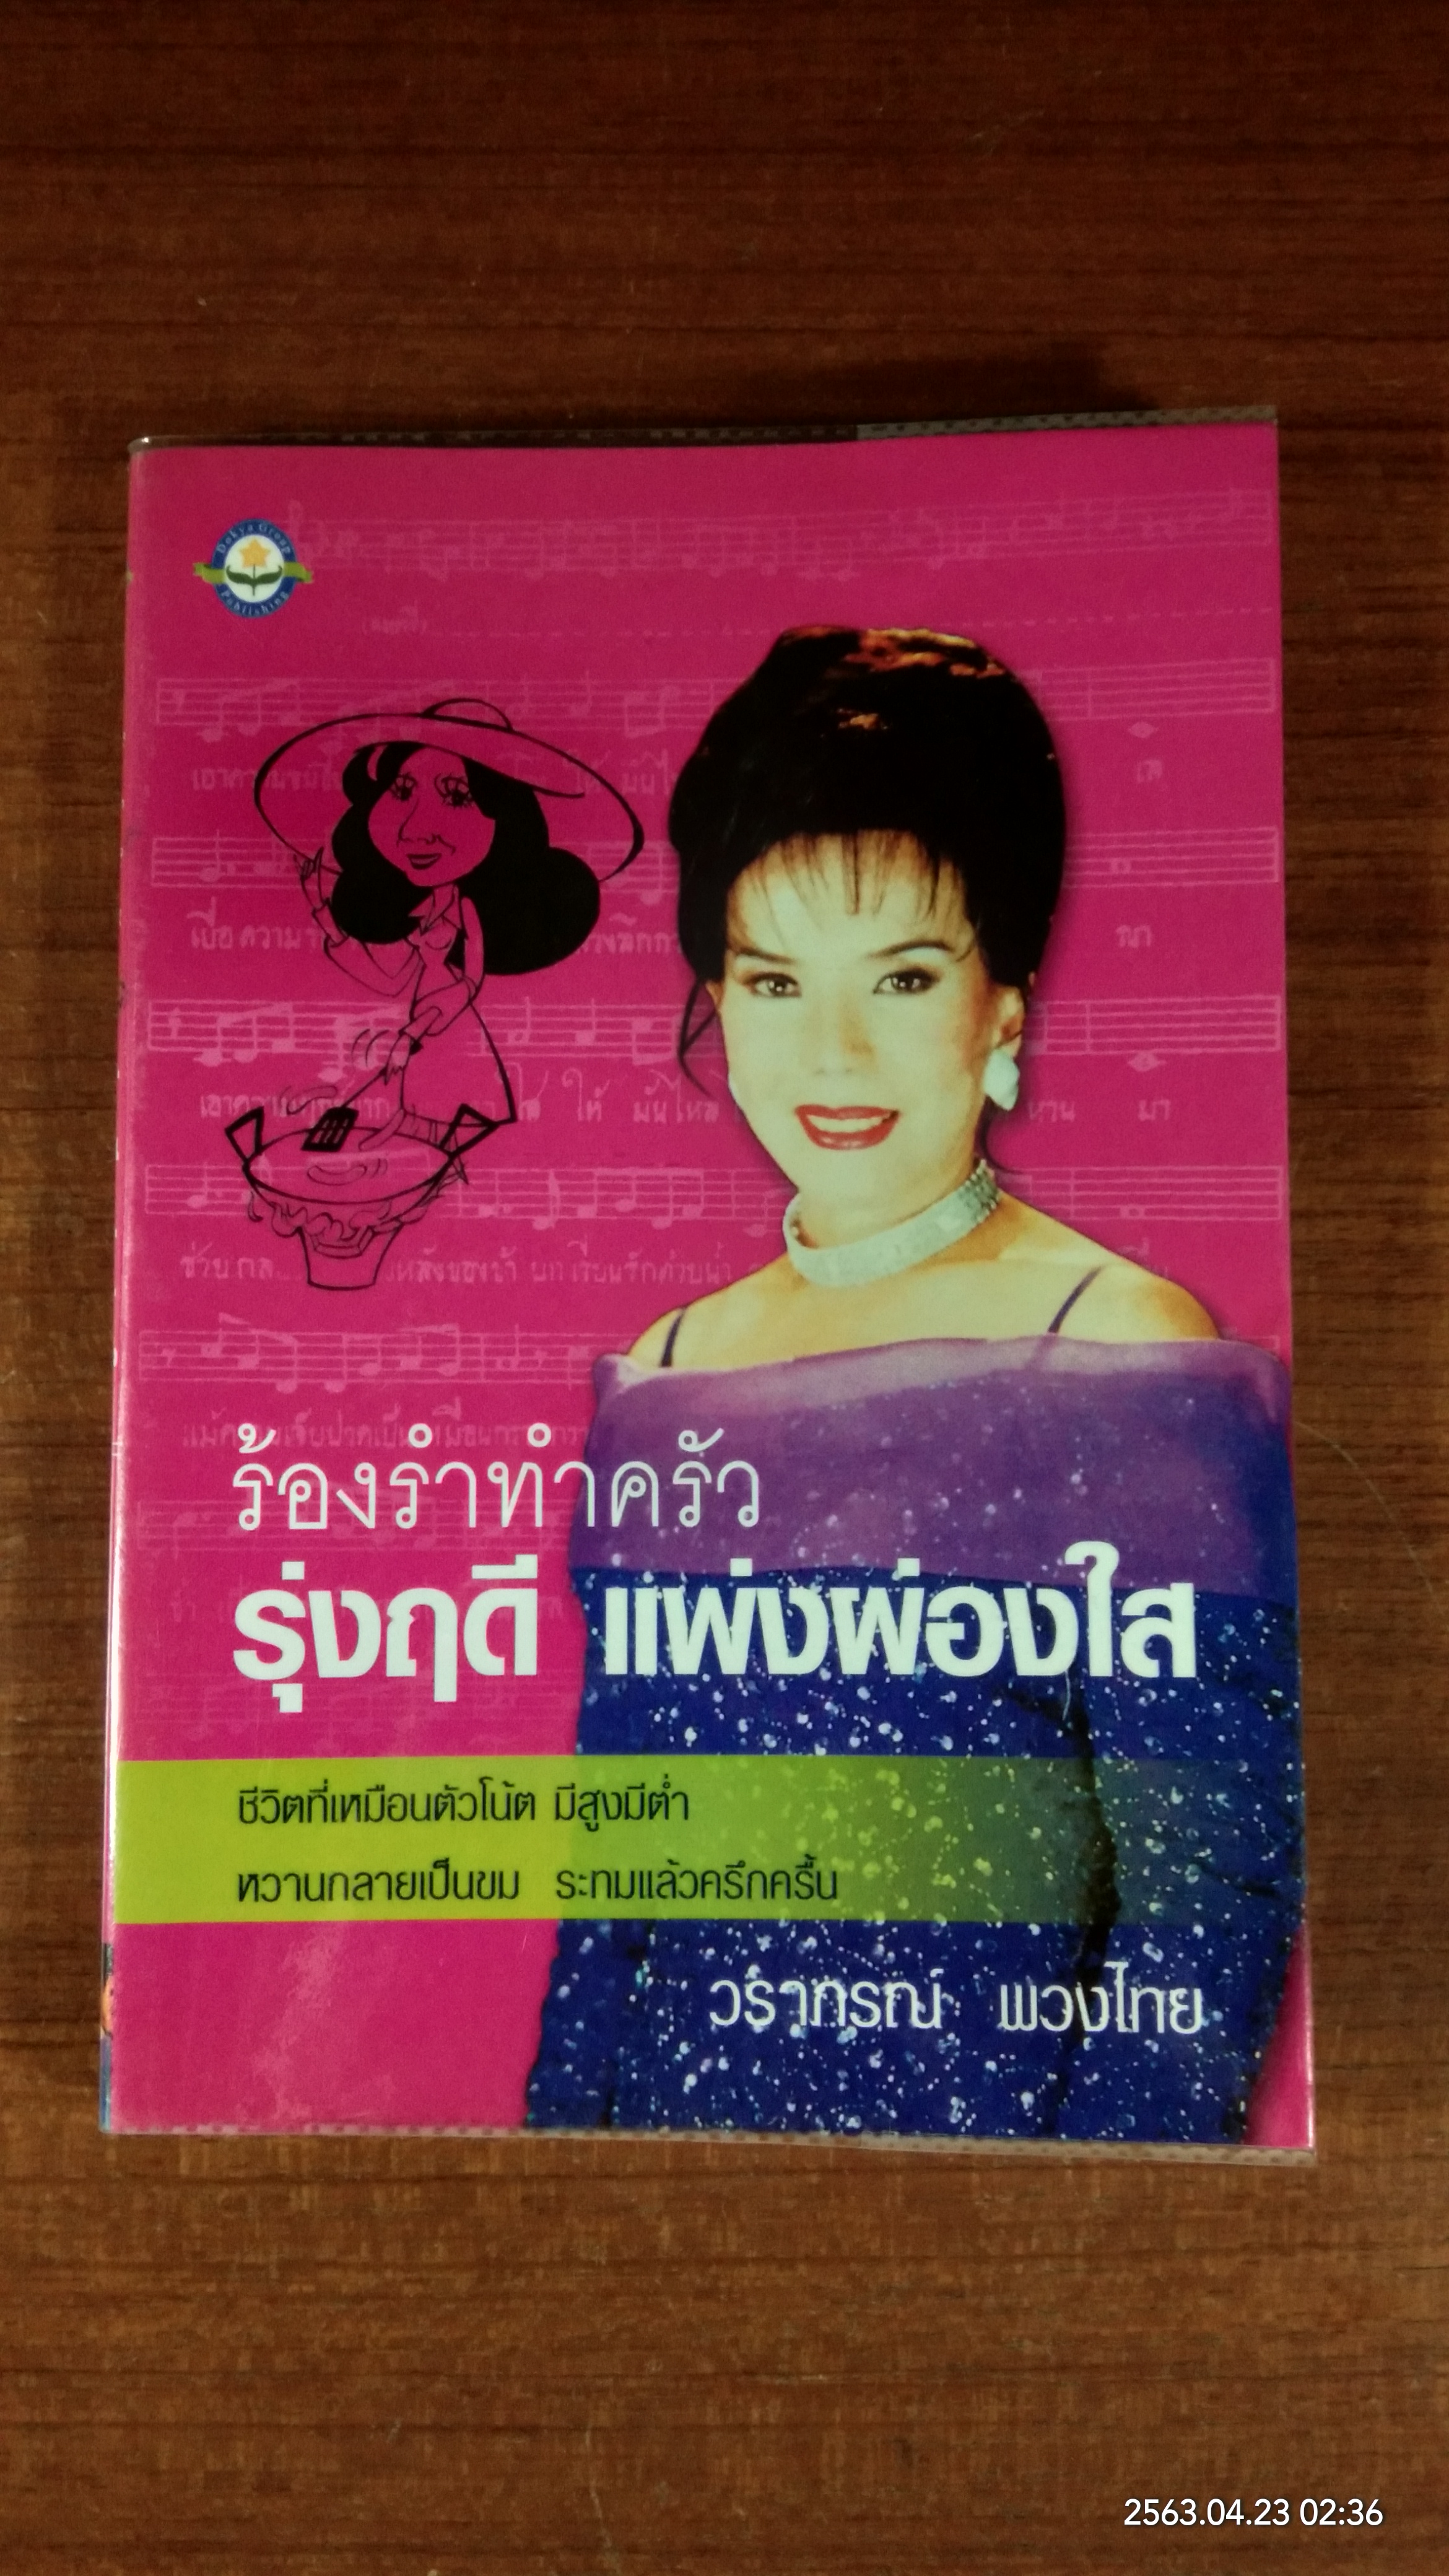 Dokya Group
Publishing
ร้องรำทำครัว
รุ่งฤดี แพ่งผ่องใส
ชีวิตที่เหมือนตัวโน้ต มีสูงมีต่ำ
หวานกลายเป็นขม ระทมแล้วครึกครื้น
วราภรณ์ พวงไทย
2563.04.23 02:36